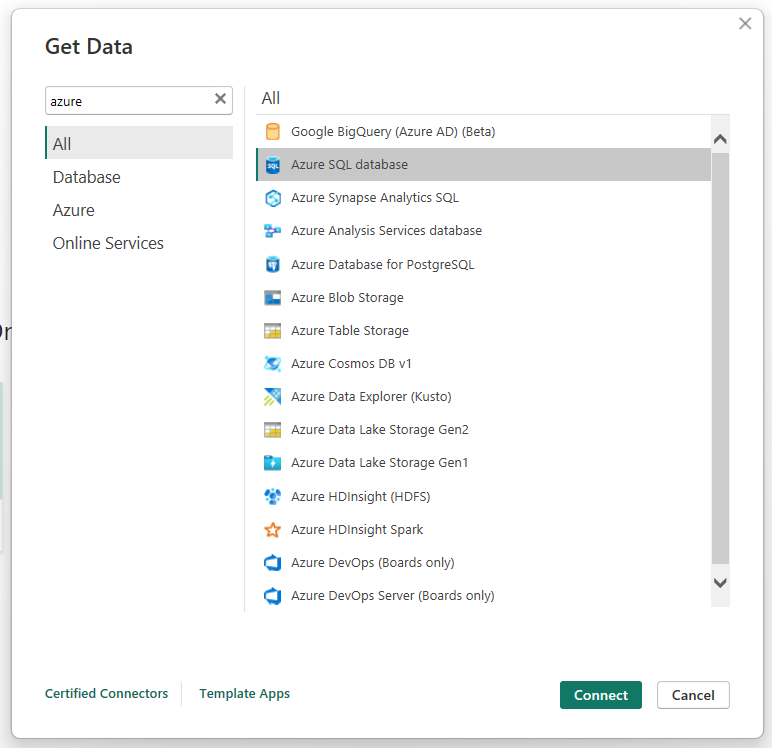 Get Data
azure
All
Database
Azure
Online Services
All
Google BigQuery (Azure AD) (Beta)
Azure SQL database
Azure Synapse Analytics SQL
Azure Analysis Services database
Azure Database for PostgreSQL
Azure Blob Storage
Azure Table Storage
Azure Cosmos DB v1
Azure Data Explorer (Kusto)
Azure Data Lake Storage Gen2
Azure Data Lake Storage Gen1
Azure HDInsight (HDFS)
Azure HDInsight Spark
Azure DevOps (Boards only)
Azure DevOps Server (Boards only)
Certified Connectors
Template Apps
Connect
Cancel